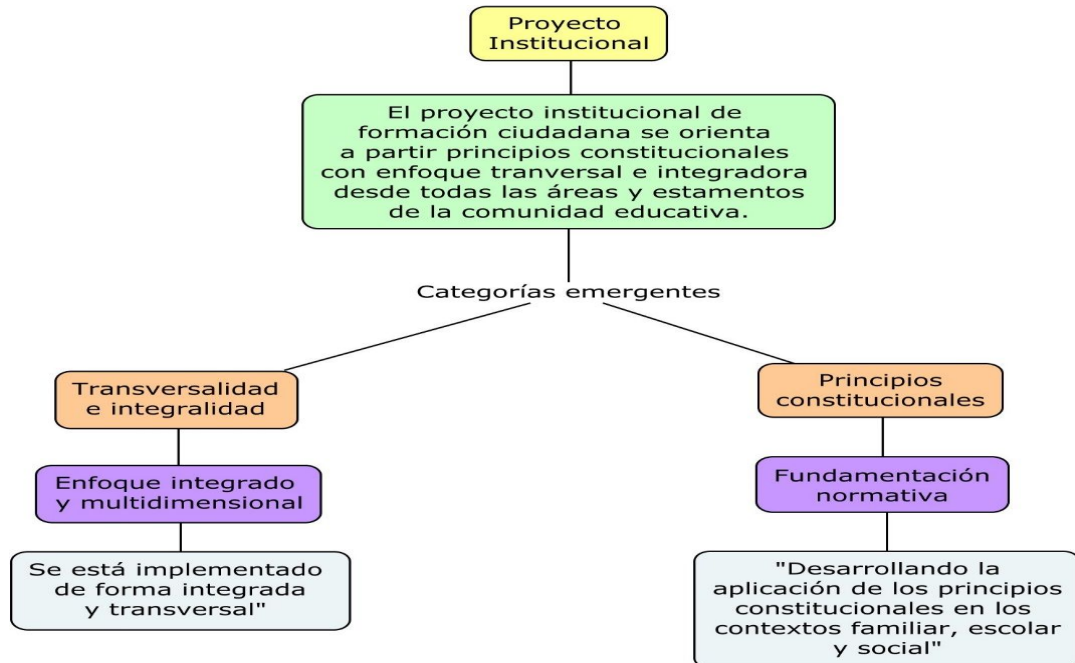 Proyecto
Institucional
El proyecto institucional de
formación ciudadana se orienta
a partir principios constitucionales
con enfoque tranversal e integradora
desde todas las áreas y estamentos
de la comunidad educativa.
Categorías emergentes
Transversalidad
e integralidad
Enfoque integrado
y multidimensional
Se está implementado
de forma integrada
y transversal"
Principios
constitucionales
Fundamentación
normativa
"Desarrollando la
aplicación de los principios
constitucionales en los
contextos familiar, escolar
y social"